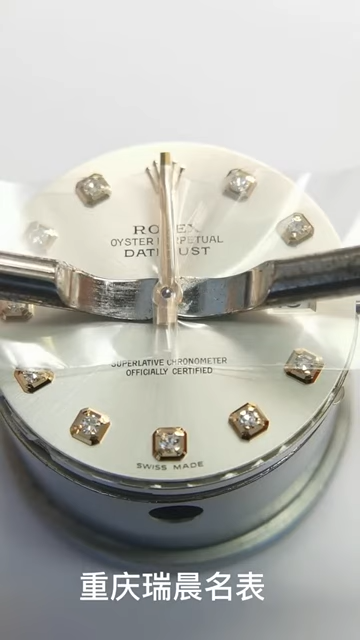 ROLEX
OYSTER PERPETUAL
DATEJUST
SUPERLATIVE CHRONOMETER
OFFICIALLY CERTIFIED
SWISS MADE
重庆瑞晨名表